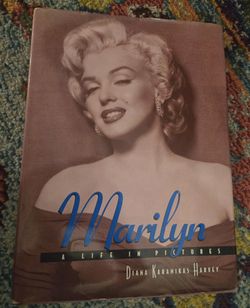 Marilyn
A LIFE IN PICTURES
DIANA KARANIKAS HARVEY